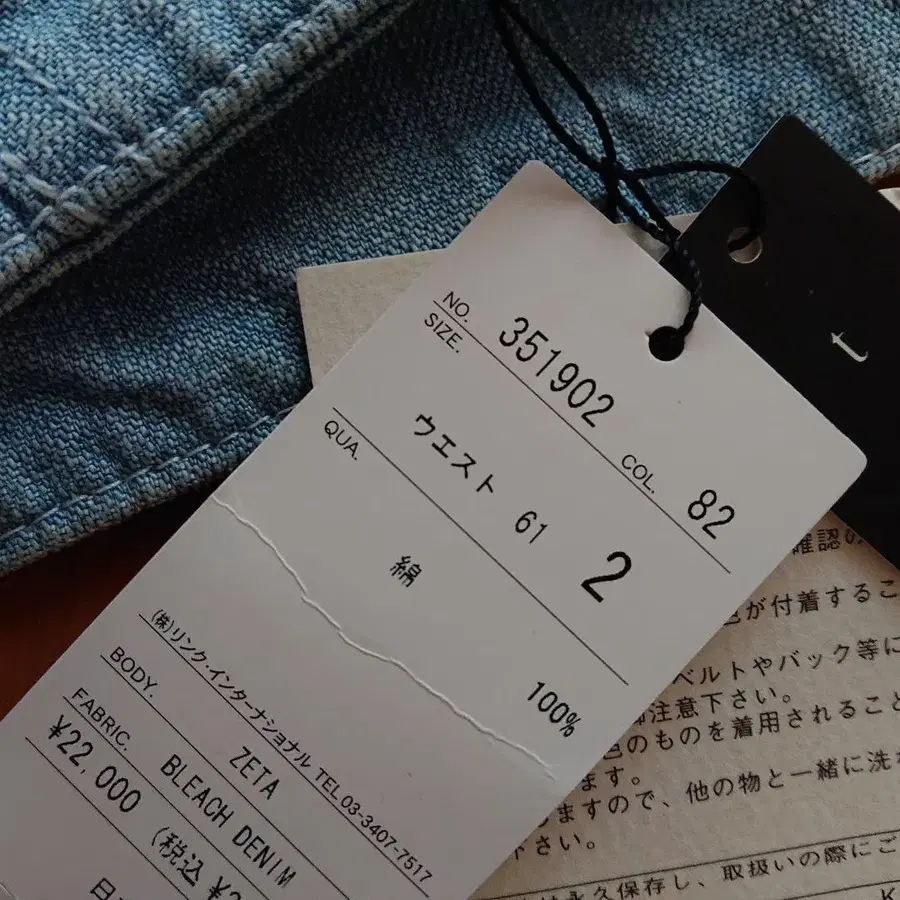 NO. 351902 COL. 82
SIZE. ウエスト 61 2
QUA. 綿 100%
(株)リンク.インターナショナル TEL.03-3407-7517
BODY. ZETA
FABRIC. BLEACH DENIM
¥22,000 (税込
t
確認の
が付着するこ
ベルトやバック等に
注意下さい。
色のものを着用されること
ます。
しますので、他の物と一緒に洗
下さい。
永久保存し、取扱いの際にご
K